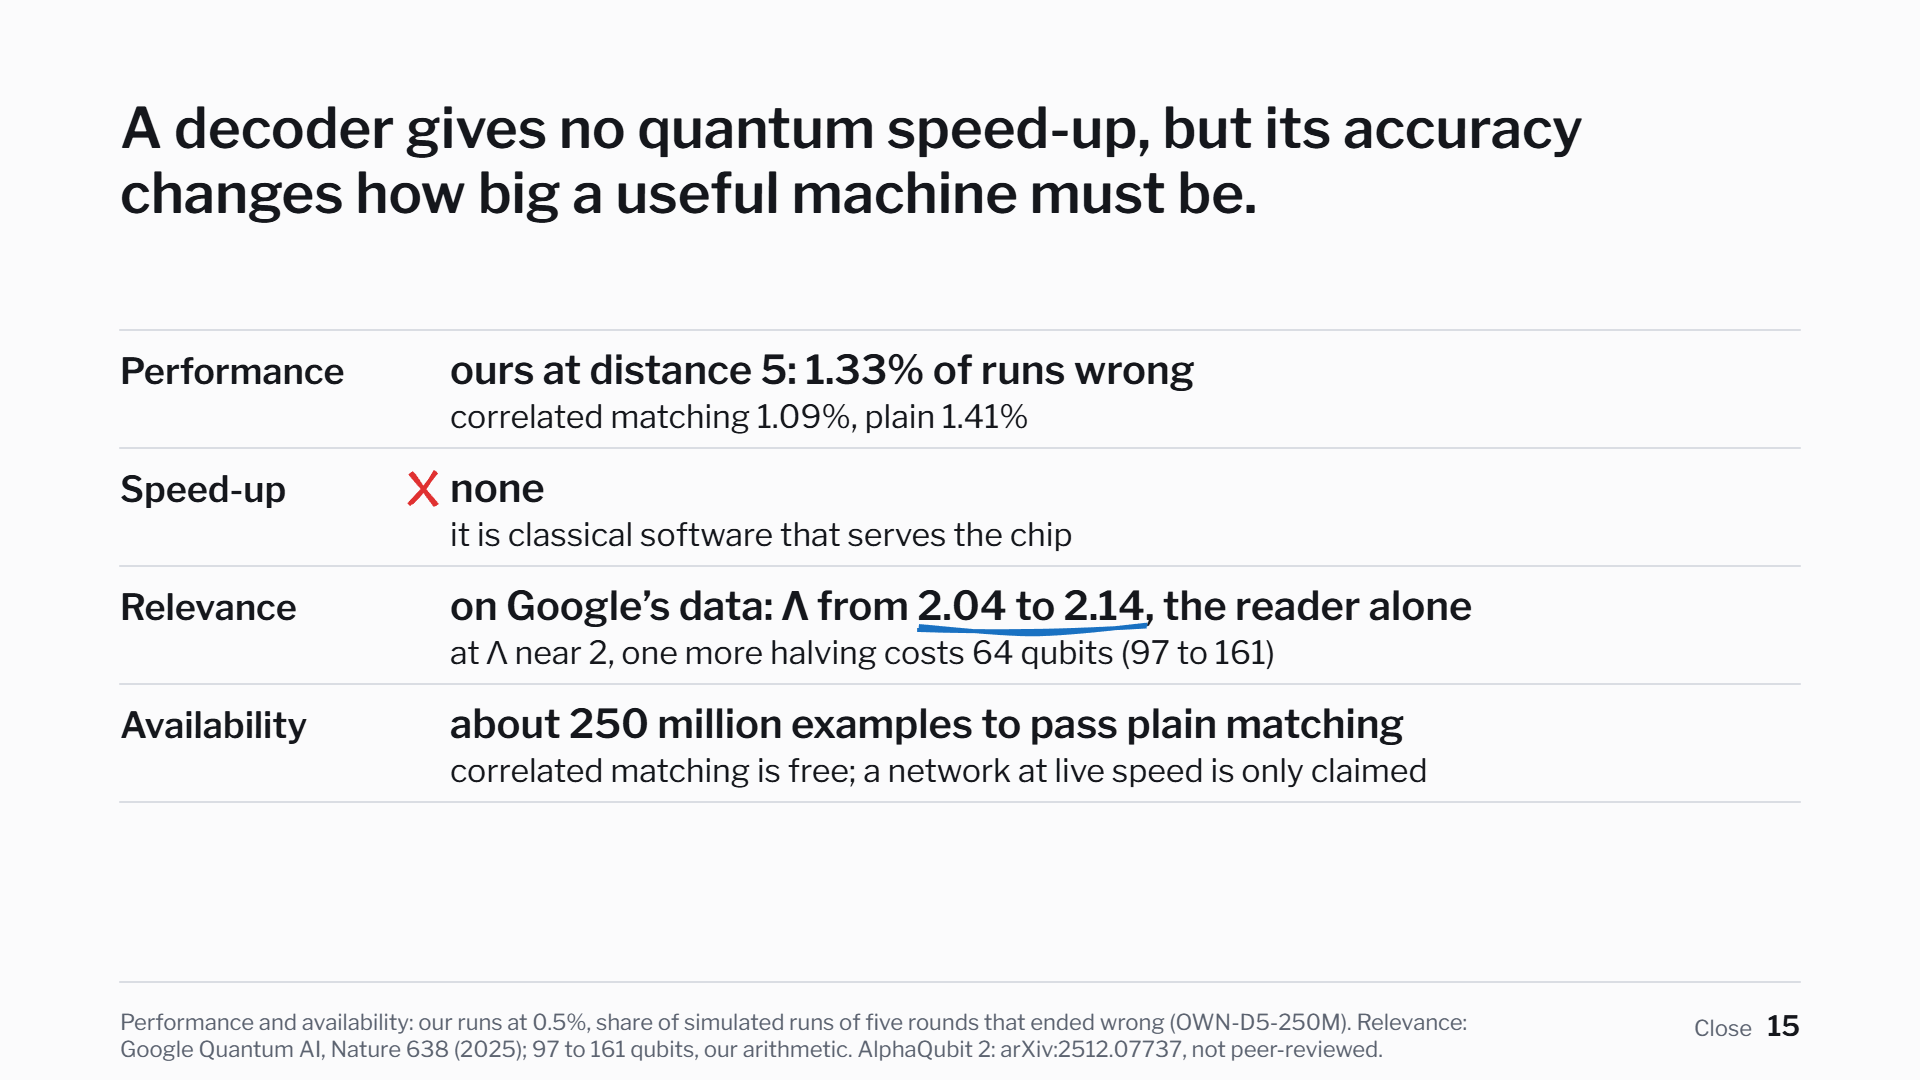 A decoder gives no quantum speed-up, but its accuracy
changes how big a useful machine must be.
Performance
ours at distance 5: 1.33% of runs wrong
correlated matching 1.09%, plain 1.41%
Speed-up
none
it is classical software that serves the chip
Relevance
on Google’s data: Λ from 2.04 to 2.14, the reader alone
at Λ near 2, one more halving costs 64 qubits (97 to 161)
Availability
about 250 million examples to pass plain matching
correlated matching is free; a network at live speed is only claimed
Performance and availability: our runs at 0.5%, share of simulated runs of five rounds that ended wrong (OWN-D5-250M). Relevance:
Google Quantum AI, Nature 638 (2025); 97 to 161 qubits, our arithmetic. AlphaQubit 2: arXiv:2512.07737, not peer-reviewed.
Close 15